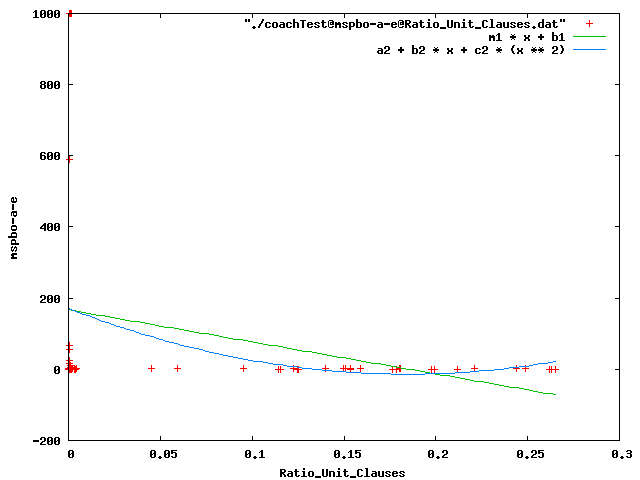 "./coachTest@mspbo-a-e@Ratio_Unit_Clauses.dat"
m1 * x + b1
a2 + b2 * x + c2 * (x ** 2)
1000
800
600
400
200
0
-200
mspbo-a-e
0 0.05 0.1 0.15 0.2 0.25 0.3
Ratio_Unit_Clauses